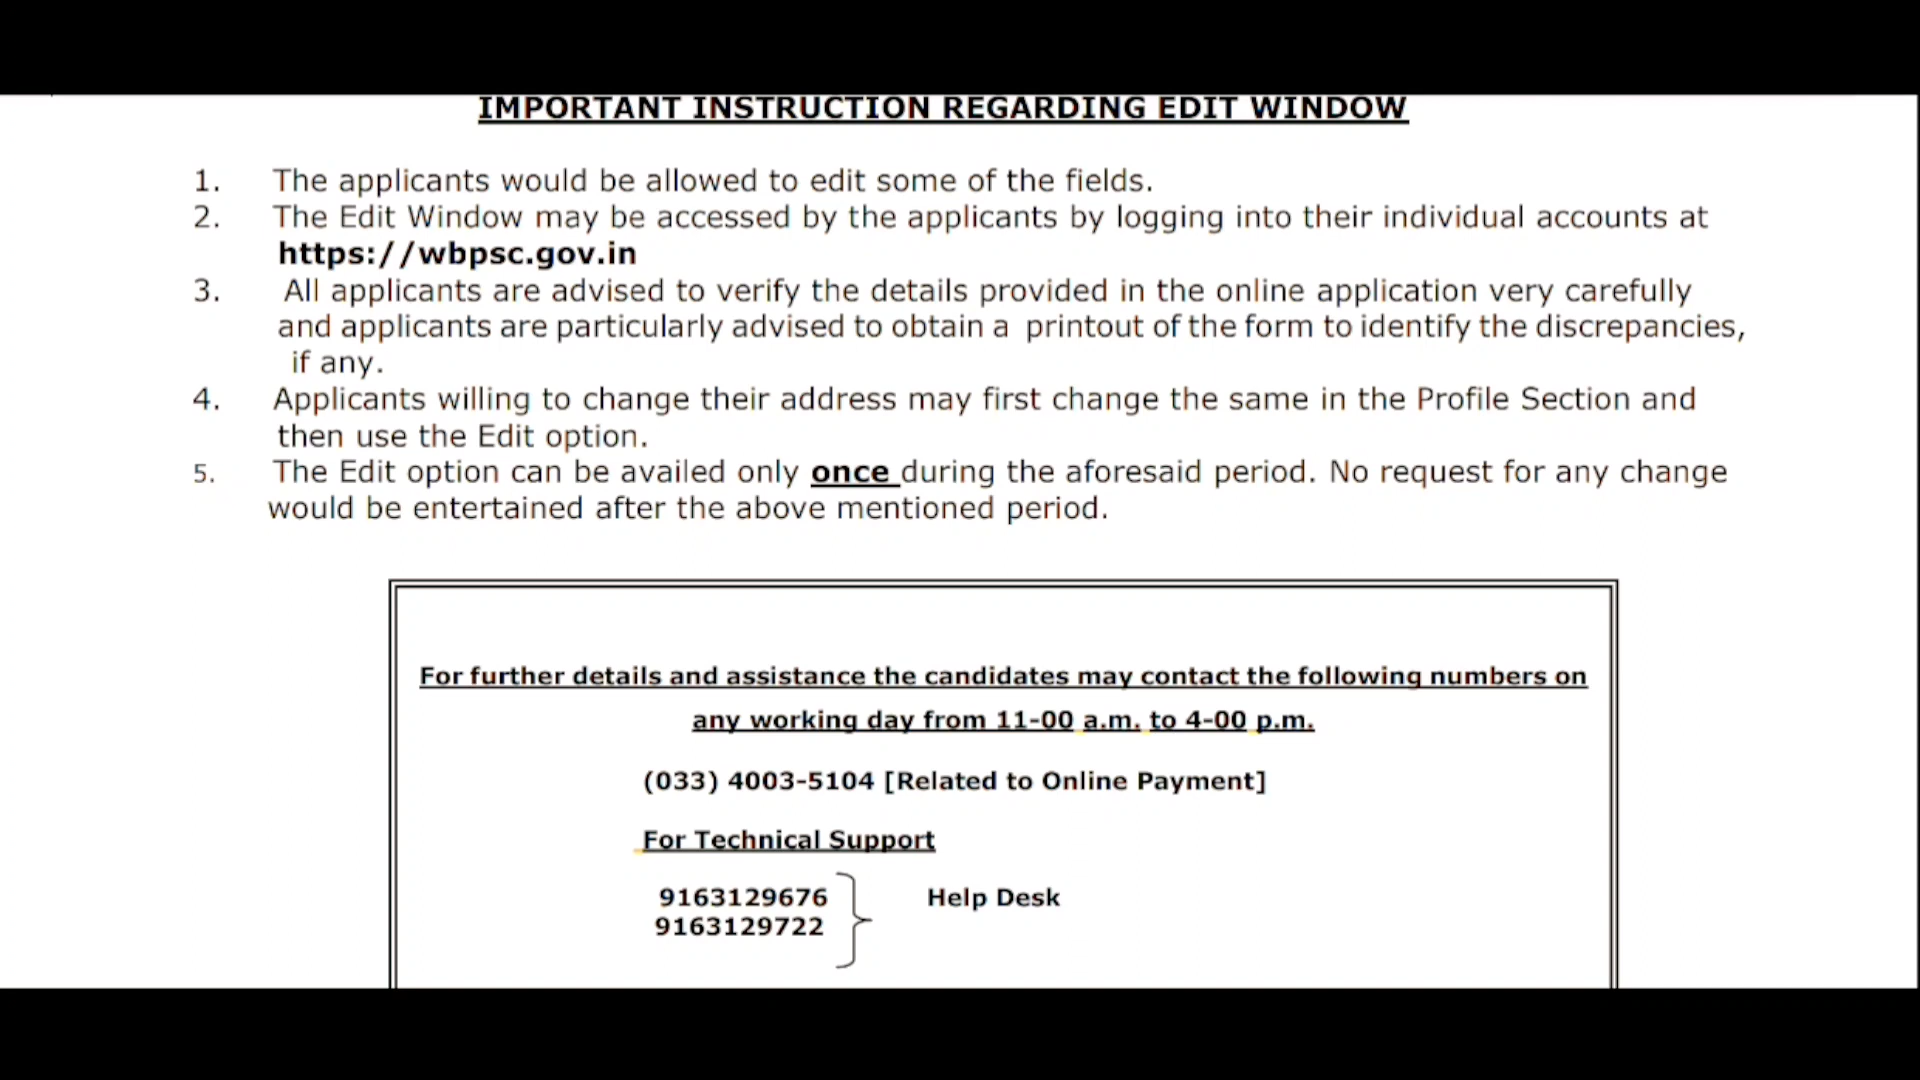 IMPORTANT INSTRUCTION REGARDING EDIT WINDOW
1. The applicants would be allowed to edit some of the fields.
2. The Edit Window may be accessed by the applicants by logging into their individual accounts at
https://wbpsc.gov.in
3. All applicants are advised to verify the details provided in the online application very carefully
and applicants are particularly advised to obtain a printout of the form to identify the discrepancies,
if any.
4. Applicants willing to change their address may first change the same in the Profile Section and
then use the Edit option.
5. The Edit option can be availed only once during the aforesaid period. No request for any change
would be entertained after the above mentioned period.
For further details and assistance the candidates may contact the following numbers on
any working day from 11-00 a.m. to 4-00 p.m.
(033) 4003-5104 [Related to Online Payment]
For Technical Support
9163129676 Help Desk
9163129722